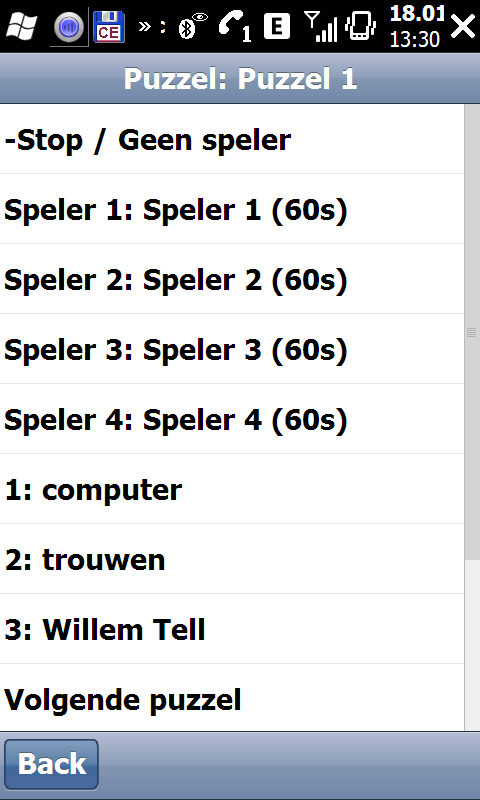 CE
»
:
1
E
18.01
13:30
Puzzel: Puzzel 1
-Stop / Geen speler
Speler 1: Speler 1 (60s)
Speler 2: Speler 2 (60s)
Speler 3: Speler 3 (60s)
Speler 4: Speler 4 (60s)
1: computer
2: trouwen
3: Willem Tell
Volgende puzzel
Back